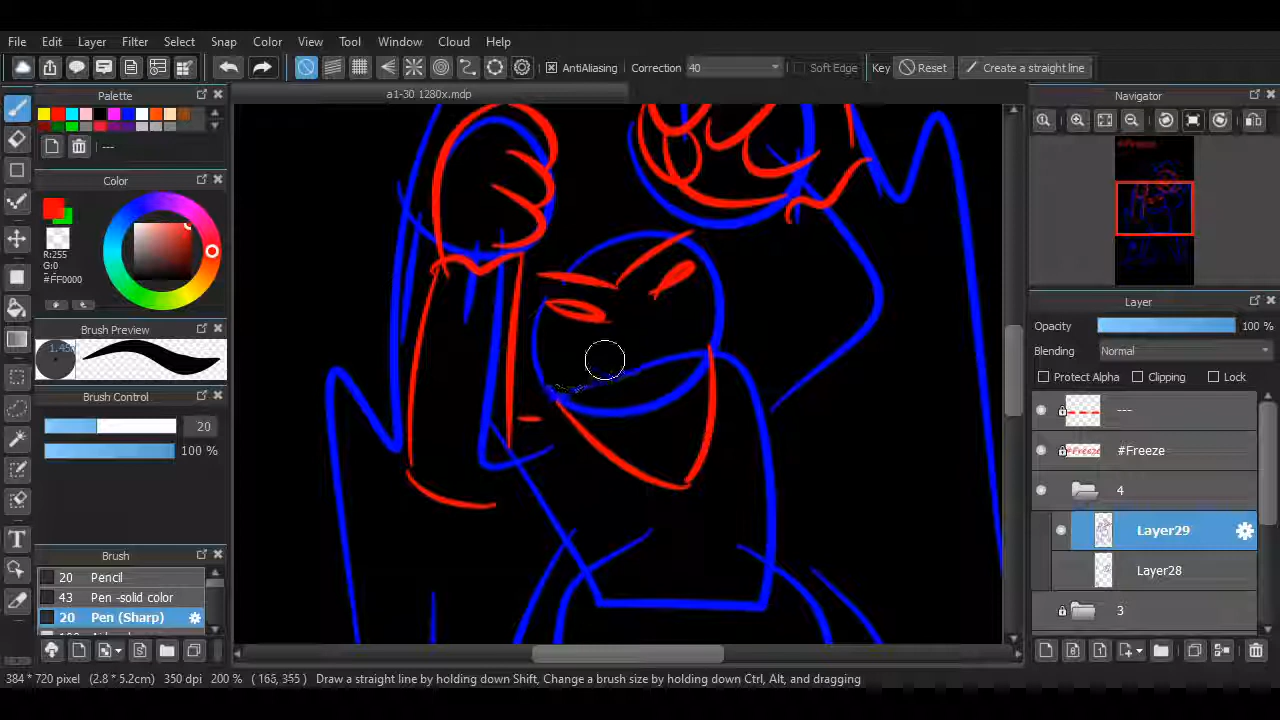 File Edit Layer Filter Select Snap Color View Tool Window Cloud Help
AntiAliasing Correction 40 Soft Edge Key Reset Create a straight line
Palette
---
Color
R:255
G:0
#FF0000
Brush Preview
1.45
Brush Control
20
100 %
Brush
20 Pencil
43 Pen -solid color
20 Pen (Sharp)
a1-30 1280x.mdp
Navigator
#Freeze
Layer
Opacity 100 %
Blending Normal
Protect Alpha Clipping Lock
---
#Freeze #Freeze
4
Layer29
Layer28
3
384 * 720 pixel (2.8 * 5.2cm) 350 dpi 200 % ( 165, 355 ) Draw a straight line by holding down Shift, Change a brush size by holding down Ctrl, Alt, and dragging